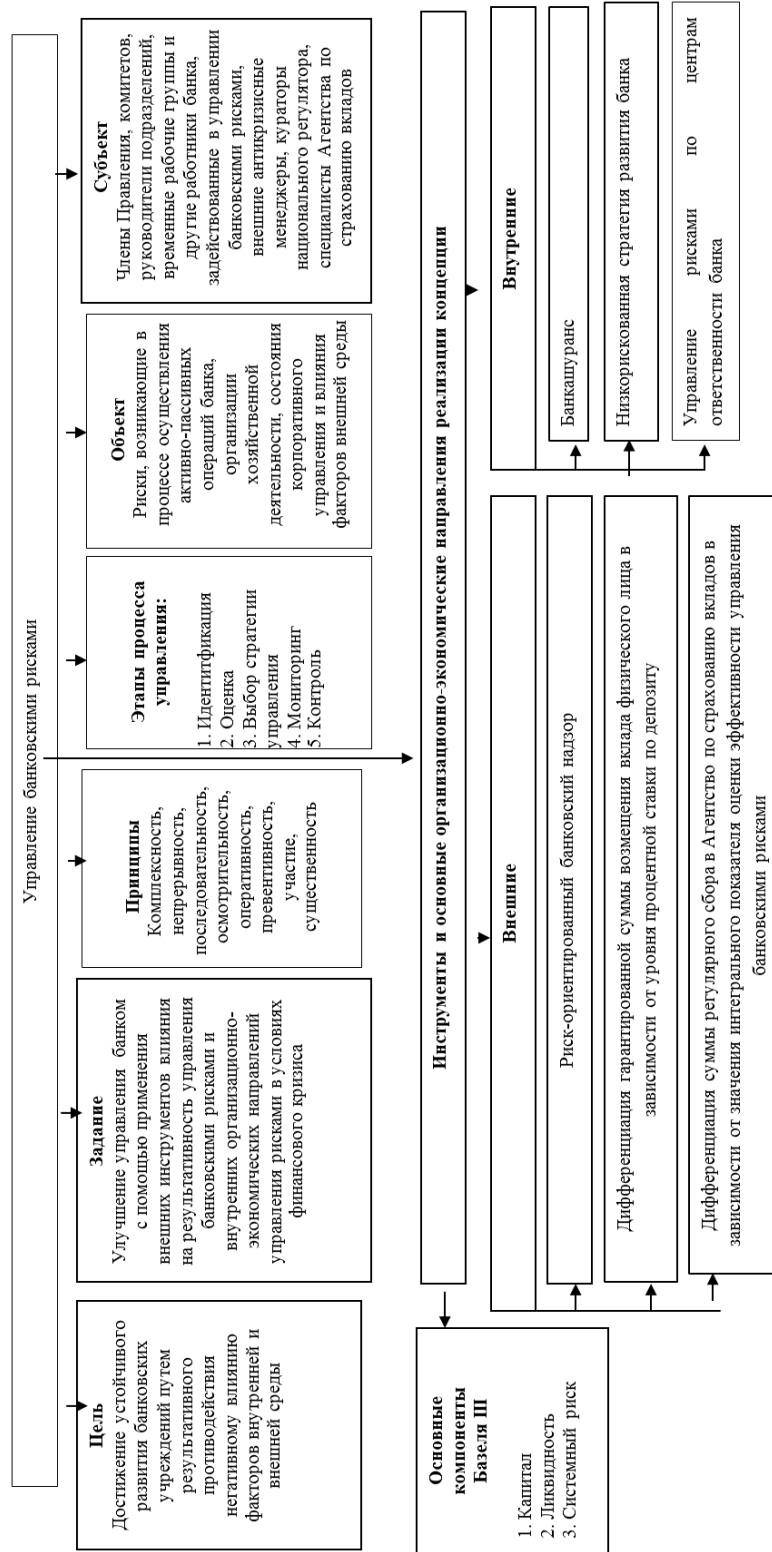 Управление банковскими рисками
Цель
Достижение устойчивого
развития банковских
учреждений путем
результативного
противодействия
негативному влиянию
факторов внутренней и
внешней среды
Задание
Улучшение управления банком
с помощью применения
внешних инструментов влияния
на результативность управления
банковскими рисками и
внутренних организационно-
экономических направлений
управления рисками в условиях
финансового кризиса
Принципы
Комплексность,
непрерывность,
последовательность,
осмотрительность,
оперативность,
превентивность,
участие,
существенность
Этапы процесса
управления:
1. Идентитфикация
2. Оценка
3. Выбор стратегии
управления
4. Мониторинг
5. Контроль
Объект
Риски, возникающие в
процессе осуществления
активно-пассивных
операций банка,
организации
хозяйственной
деятельности, состояния
корпоративного
управления и влияния
факторов внешней среды
Субъект
Члены Правления, комитетов,
руководители подразделений,
временные рабочие группы и
другие работники банка,
задействованные в управлении
банковскими рисками,
внешние антикризисные
менеджеры, кураторы
национального регулятора,
специалисты Агентства по
страхованию вкладов
Инструменты и основные организационно-экономические направления реализации концепции
Основные
компоненты
Базеля III
1. Капитал
2. Ликвидность
3. Системный риск
Внешние
Риск-ориентированный банковский надзор
Дифференциация гарантированной суммы возмещения вклада физического лица в
зависимости от уровня процентной ставки по депозиту
Дифференциация суммы регулярного сбора в Агентство по страхованию вкладов в
зависимости от значения интегрального показателя оценки эффективности управления
банковскими рисками
Внутренние
Банкашуранс
Низкорискованная стратегия развития банка
Управление рисками по центрам
ответственности банка